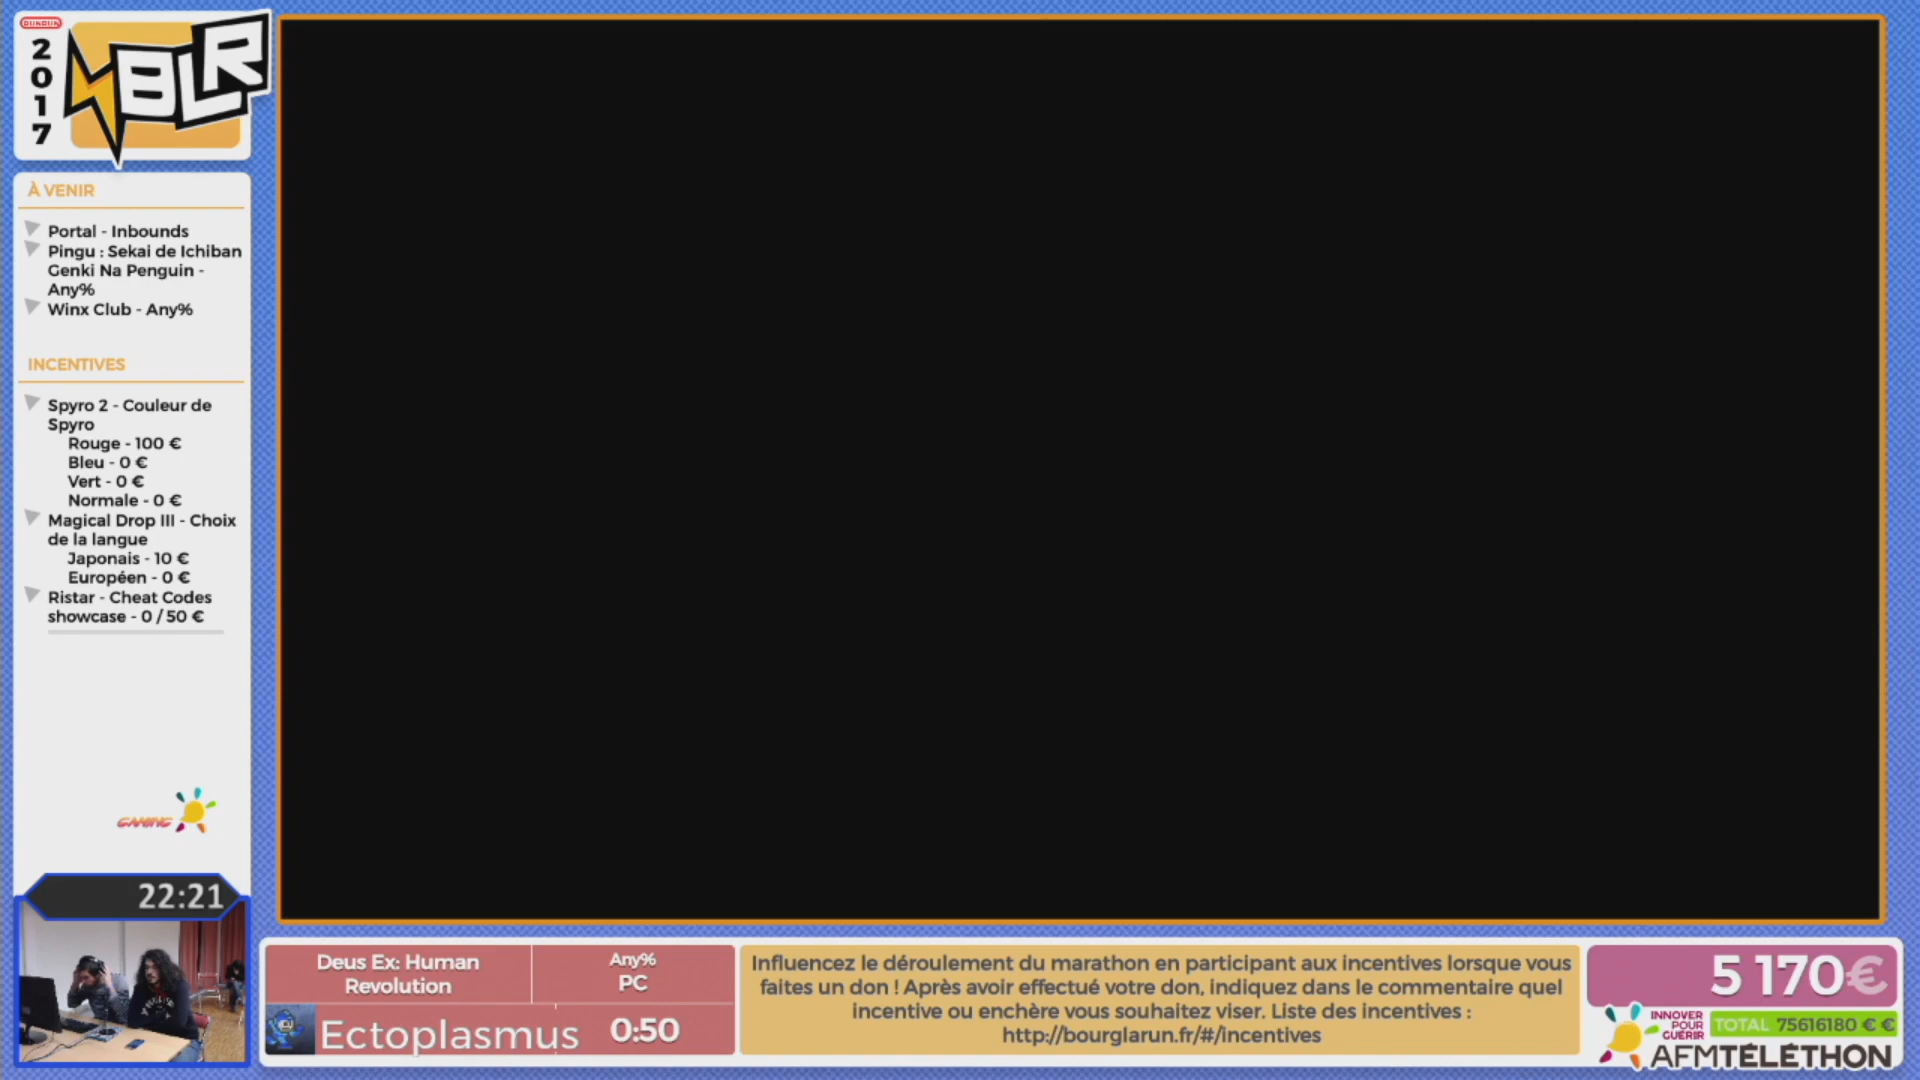 RUNRUN
2017
BLR
À VENIR
Portal - Inbounds
Pingu : Sekai de Ichiban
Genki Na Penguin -
Any%
Winx Club - Any%
INCENTIVES
Spyro 2 - Couleur de
Spyro
Rouge - 100 €
Bleu - 0 €
Vert - 0 €
Normale - 0 €
Magical Drop III - Choix
de la langue
Japonais - 10 €
Européen - 0 €
Ristar - Cheat Codes
showcase - 0 / 50 €
GAMING
22:21
Deus Ex: Human
Revolution
Any%
PC
Ectoplasmus
0:50
Influencez le déroulement du marathon en participant aux incentives lorsque vous
faites un don ! Après avoir effectué votre don, indiquez dans le commentaire quel
incentive ou enchère vous souhaitez viser. Liste des incentives :
http://bourglarun.fr/#/incentives
5 170€
INNOVER
POUR
GUÉRIR
TOTAL 75616180 € €
AFMTÉLÉTHON